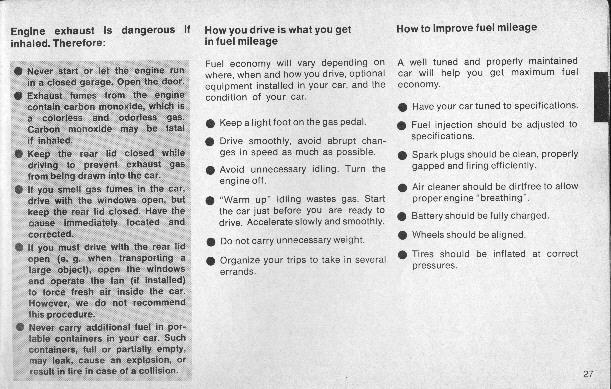 Engine exhaust is dangerous if
inhaled. Therefore:
● Never start or let the engine run
in a closed garage. Open the door.
● Exhaust fumes from the engine
contain carbon monoxide, which is
a colorless and odorless gas.
Carbon monoxide may be fatal
if inhaled.
● Keep the rear lid closed while
driving to prevent exhaust gas
from being drawn into the car.
● If you smell gas fumes in the car,
drive with the windows open, but
keep the rear lid closed. Have the
cause immediately located and
corrected.
● If you must drive with the rear lid
open (e. g. when transporting a
large object), open the windows
and operate the fan (if installed)
to force fresh air inside the car.
However, we do not recommend
this procedure.
● Never carry additional fuel in por-
table containers in your car. Such
containers, full or partially empty,
may leak, cause an explosion, or
result in fire in case of a collision.
How you drive is what you get
in fuel mileage
Fuel economy will vary depending on
where, when and how you drive, optional
equipment installed in your car, and the
condition of your car.
● Keep a light foot on the gas pedal.
● Drive smoothly, avoid abrupt chan-
ges in speed as much as possible.
● Avoid unnecessary idling. Turn the
engine off.
● "Warm up" idling wastes gas. Start
the car just before you are ready to
drive. Accelerate slowly and smoothly.
● Do not carry unnecessary weight.
● Organize your trips to take in several
errands.
How to improve fuel mileage
A well tuned and properly maintained
car will help you get maximum fuel
economy.
● Have your car tuned to specifications.
● Fuel injection should be adjusted to
specifications.
● Spark plugs should be clean, properly
gapped and firing efficiently.
● Air cleaner should be dirtfree to allow
proper engine "breathing".
● Battery should be fully charged.
● Wheels should be aligned.
● Tires should be inflated at correct
pressures.
27